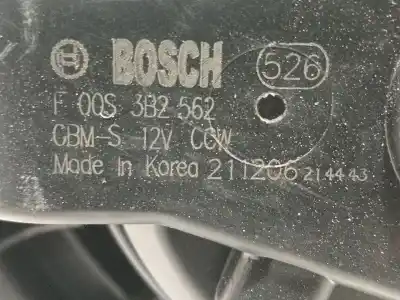 BOSCH 526
F 00S 3B2 562
CBM-S 12V CCW
Made In Korea 211206 214443